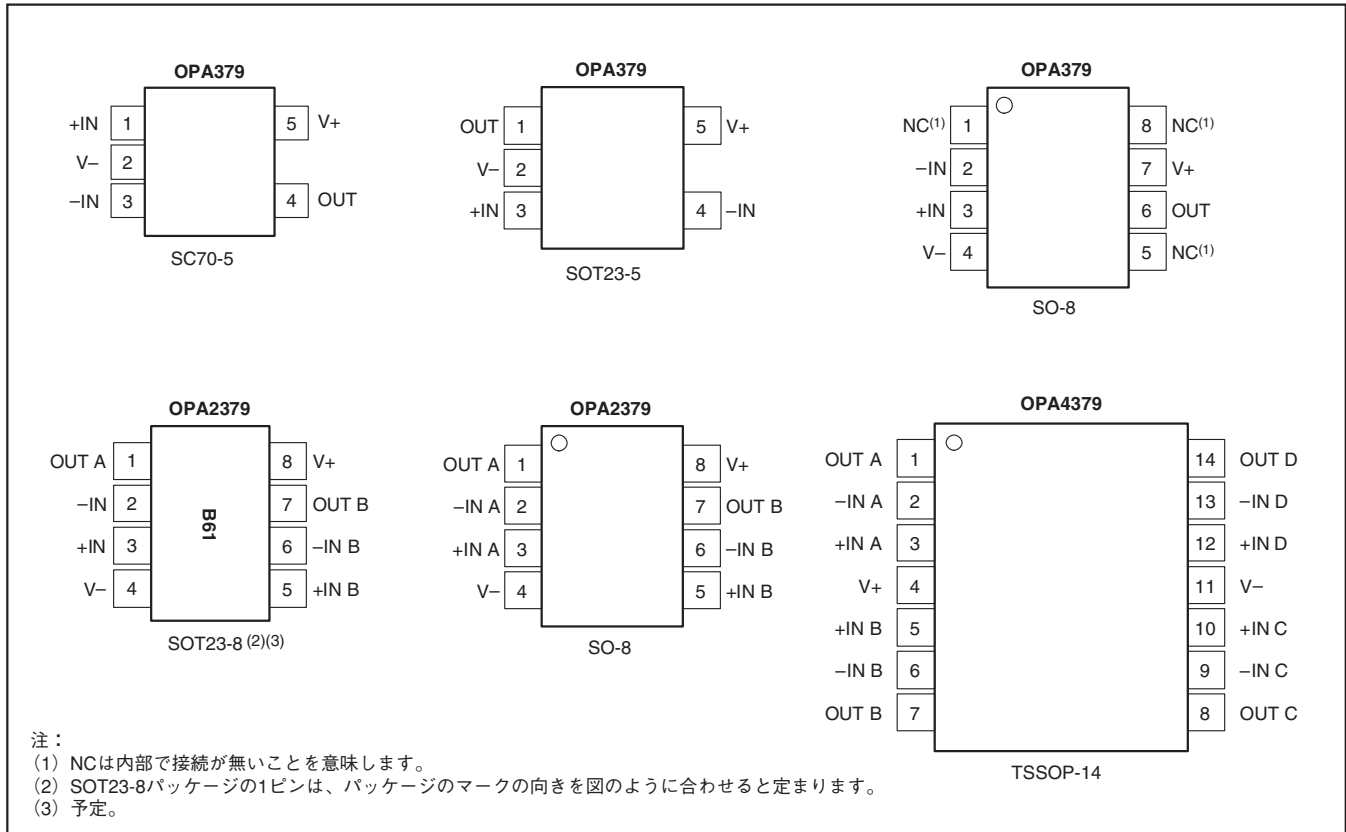 OPA379
+IN 1
V– 2
–IN 3
5 V+
4 OUT
SC70-5
OPA379
OUT 1
V– 2
+IN 3
5 V+
4 –IN
SOT23-5
OPA379
NC(1) 1
–IN 2
+IN 3
V– 4
8 NC(1)
7 V+
6 OUT
5 NC(1)
SO-8
OPA2379
OUT A 1
–IN 2
+IN 3
V– 4
B61
8 V+
7 OUT B
6 –IN B
5 +IN B
SOT23-8 (2)(3)
OPA2379
OUT A 1
–IN A 2
+IN A 3
V– 4
8 V+
7 OUT B
6 –IN B
5 +IN B
SO-8
OPA4379
OUT A 1
–IN A 2
+IN A 3
V+ 4
+IN B 5
–IN B 6
OUT B 7
14 OUT D
13 –IN D
12 +IN D
11 V–
10 +IN C
9 –IN C
8 OUT C
TSSOP-14
注：
(1) NCは内部で接続が無いことを意味します。
(2) SOT23-8パッケージの1ピンは、パッケージのマークの向きを図のように合わせると定まります。
(3) 予定。